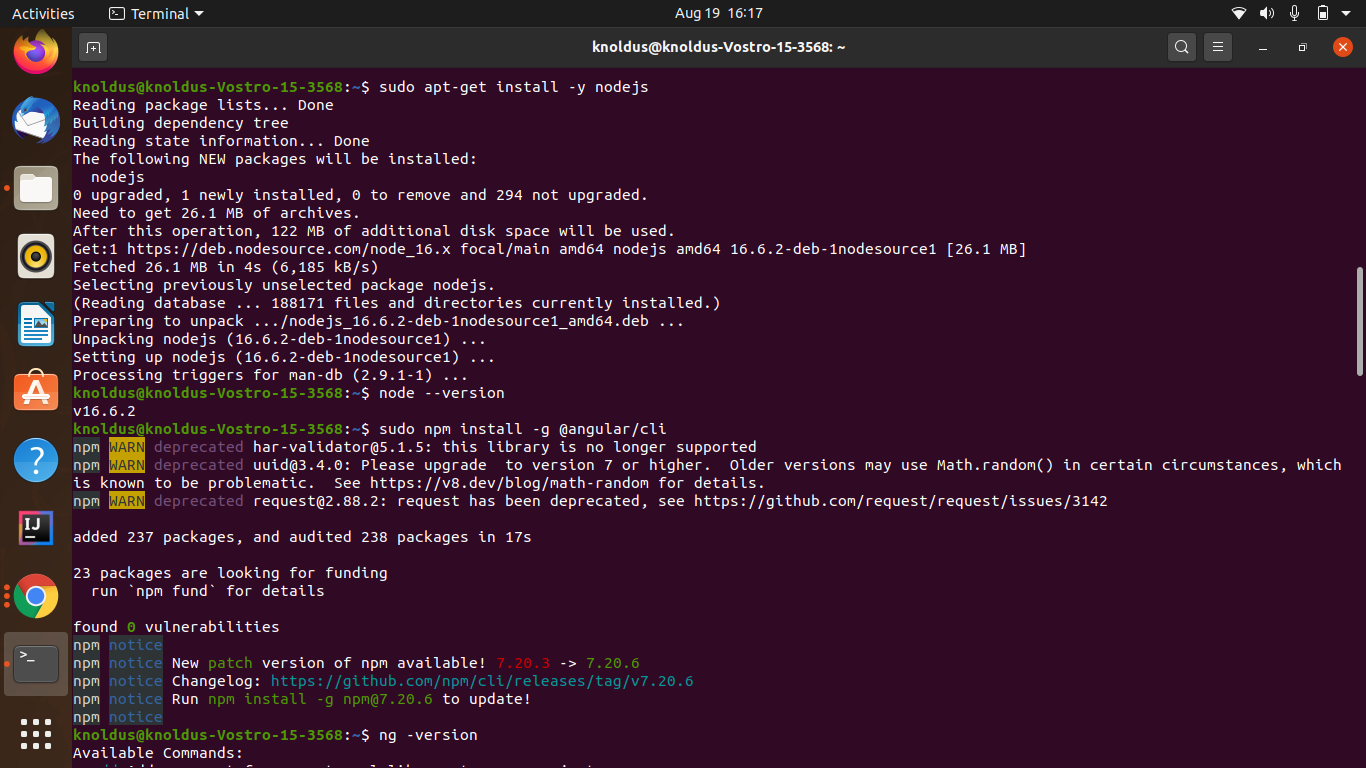 Activities
Terminal
Aug 19 16:17
knoldus@knoldus-Vostro-15-3568: ~
knoldus@knoldus-Vostro-15-3568:~$ sudo apt-get install -y nodejs
Reading package lists... Done
Building dependency tree
Reading state information... Done
The following NEW packages will be installed:
  nodejs
0 upgraded, 1 newly installed, 0 to remove and 294 not upgraded.
Need to get 26.1 MB of archives.
After this operation, 122 MB of additional disk space will be used.
Get:1 https://deb.nodesource.com/node_16.x focal/main amd64 nodejs amd64 16.6.2-deb-1nodesource1 [26.1 MB]
Fetched 26.1 MB in 4s (6,185 kB/s)
Selecting previously unselected package nodejs.
(Reading database ... 188171 files and directories currently installed.)
Preparing to unpack .../nodejs_16.6.2-deb-1nodesource1_amd64.deb ...
Unpacking nodejs (16.6.2-deb-1nodesource1) ...
Setting up nodejs (16.6.2-deb-1nodesource1) ...
Processing triggers for man-db (2.9.1-1) ...
knoldus@knoldus-Vostro-15-3568:~$ node --version
v16.6.2
knoldus@knoldus-Vostro-15-3568:~$ sudo npm install -g @angular/cli
npm WARN deprecated har-validator@5.1.5: this library is no longer supported
npm WARN deprecated uuid@3.4.0: Please upgrade  to version 7 or higher.  Older versions may use Math.random() in certain circumstances, which
is known to be problematic.  See https://v8.dev/blog/math-random for details.
npm WARN deprecated request@2.88.2: request has been deprecated, see https://github.com/request/request/issues/3142
added 237 packages, and audited 238 packages in 17s
23 packages are looking for funding
  run `npm fund` for details
found 0 vulnerabilities
npm notice
npm notice New patch version of npm available! 7.20.3 -> 7.20.6
npm notice Changelog: https://github.com/npm/cli/releases/tag/v7.20.6
npm notice Run npm install -g npm@7.20.6 to update!
npm notice
knoldus@knoldus-Vostro-15-3568:~$ ng -version
Available Commands:
IJ